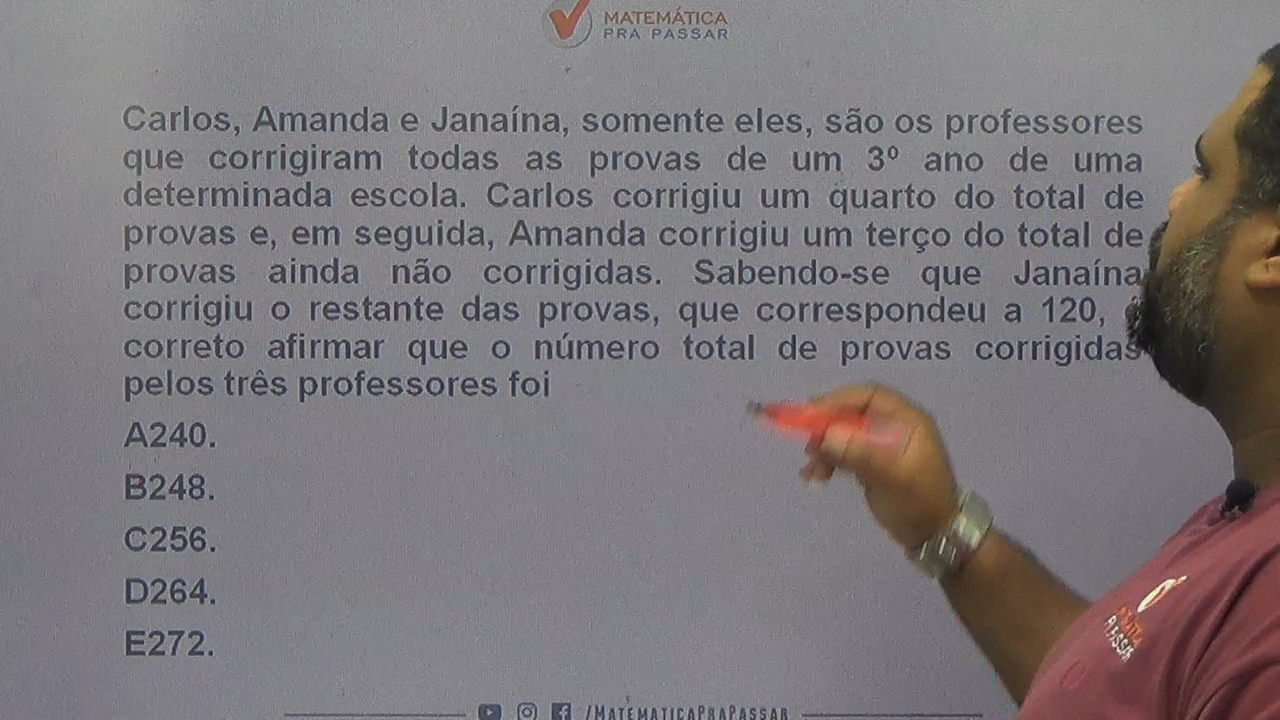 MATEMÁTICA
PRA PASSAR
Carlos, Amanda e Janaína, somente eles, são os professores
que corrigiram todas as provas de um 3º ano de uma
determinada escola. Carlos corrigiu um quarto do total de
provas e, em seguida, Amanda corrigiu um terço do total de
provas ainda não corrigidas. Sabendo-se que Janaína
corrigiu o restante das provas, que correspondeu a 120,
correto afirmar que o número total de provas corrigidas
pelos três professores foi
A240.
B248.
C256.
D264.
E272.
/MATEMATICAPRAPASSAR